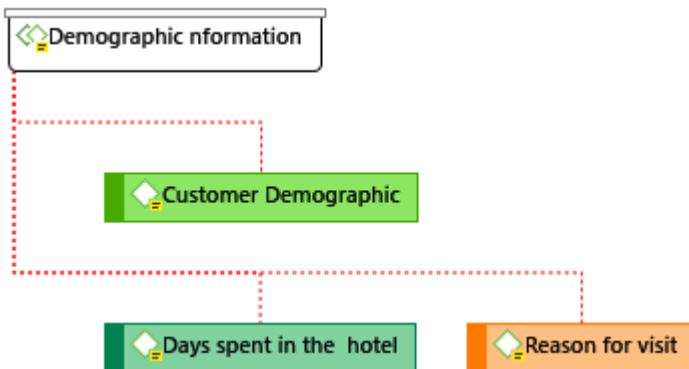 Demographic nformation
Customer Demographic
Days spent in the hotel
Reason for visit